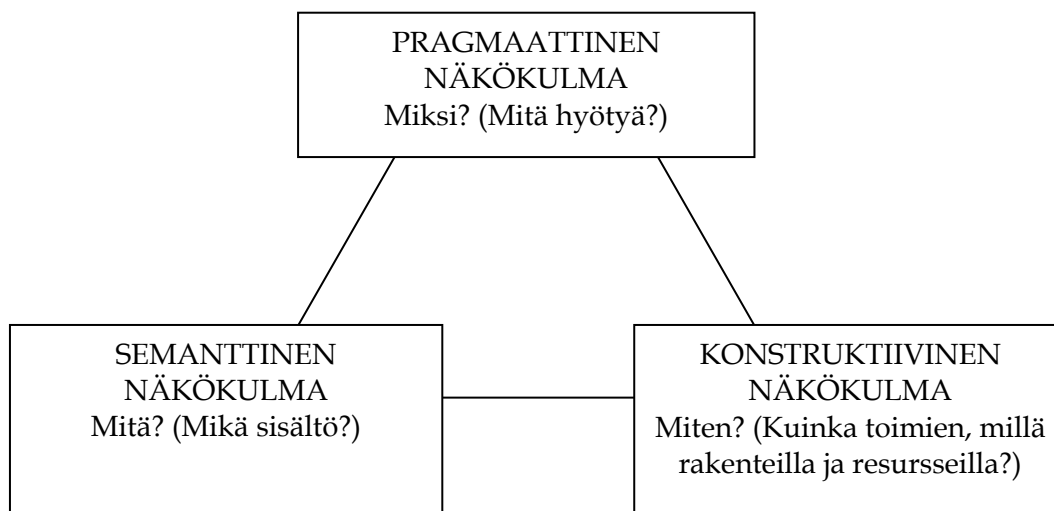 PRAGMAATTINEN
NÄKÖKULMA
Miksi? (Mitä hyötyä?)
SEMANTTINEN
NÄKÖKULMA
Mitä? (Mikä sisältö?)
KONSTRUKTIIVINEN
NÄKÖKULMA
Miten? (Kuinka toimien, millä
rakenteilla ja resursseilla?)